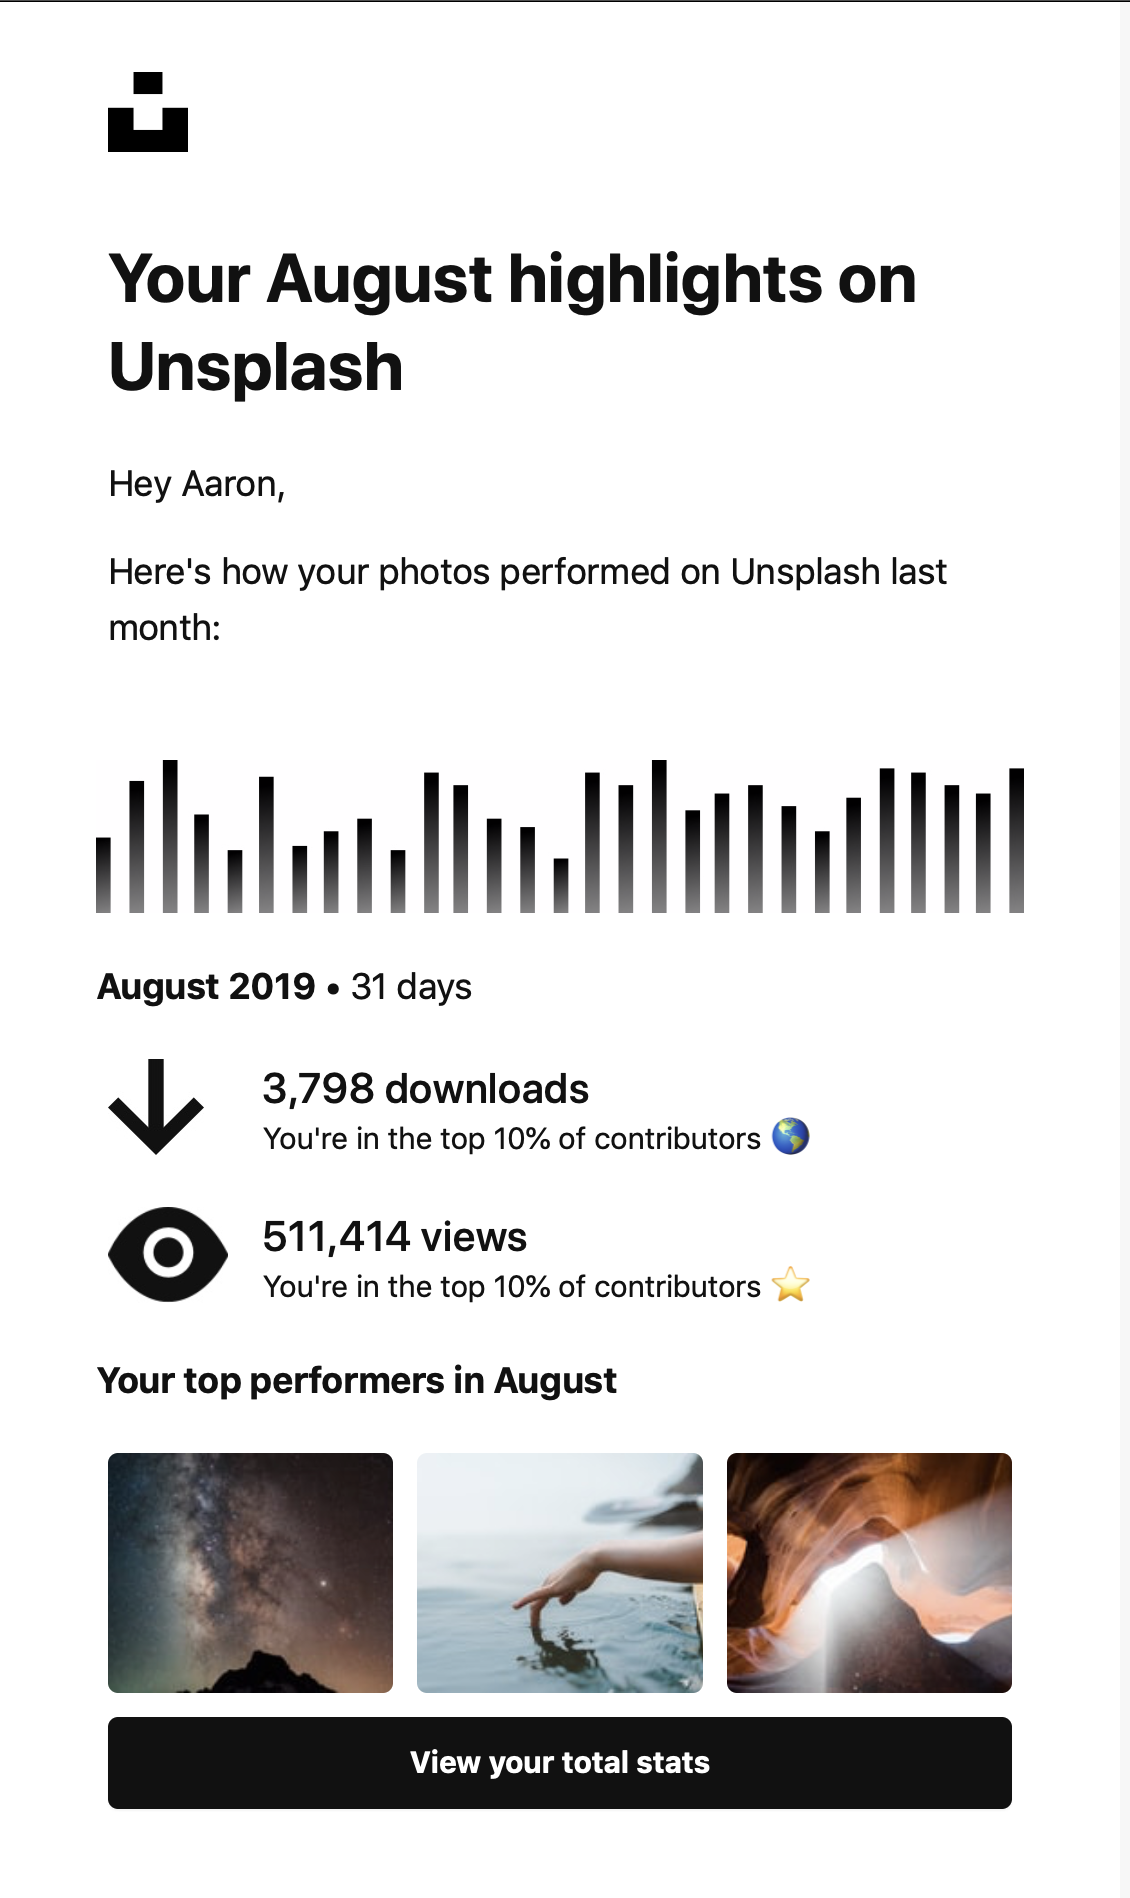 Your August highlights on
Unsplash
Hey Aaron,
Here's how your photos performed on Unsplash last
month:
August 2019 • 31 days
3,798 downloads
You're in the top 10% of contributors 🌎
511,414 views
You're in the top 10% of contributors ⭐
Your top performers in August
View your total stats